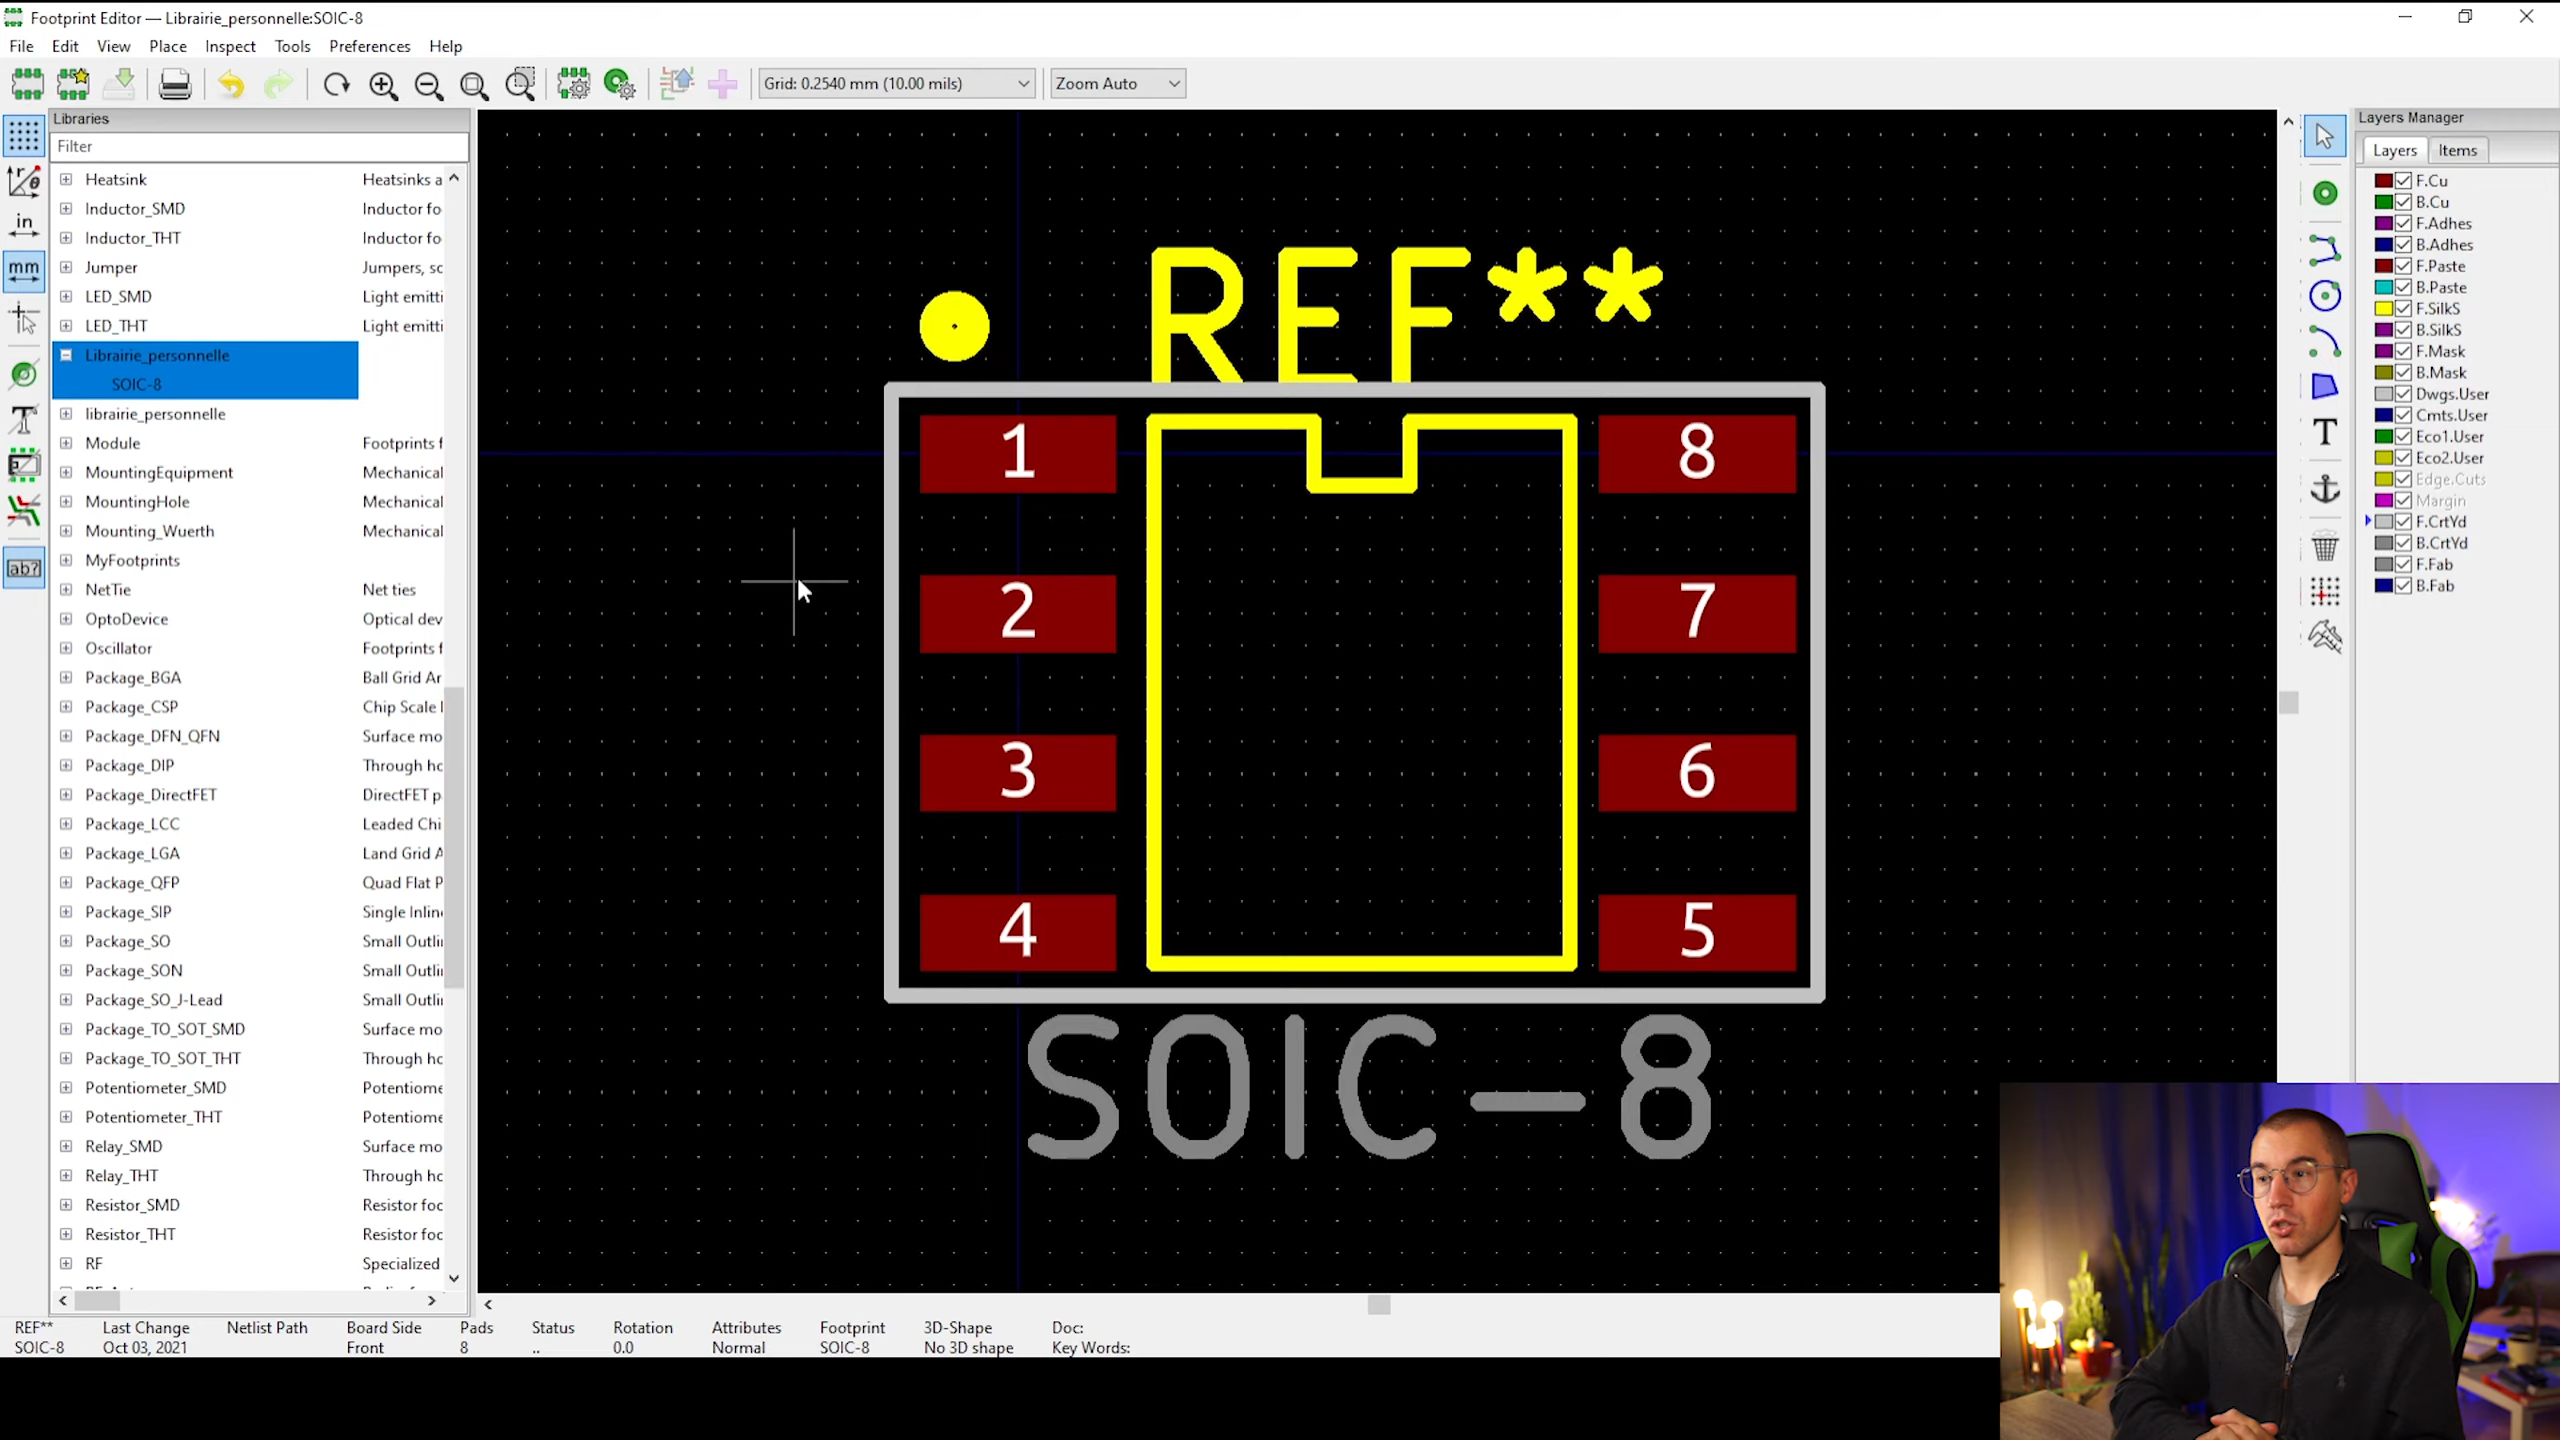 Footprint Editor — Librairie_personnelle:SOIC-8
File Edit View Place Inspect Tools Preferences Help
Grid: 0.2540 mm (10.00 mils) Zoom Auto
Libraries
Filter
Heatsink Heatsinks a
Inductor_SMD Inductor fo
Inductor_THT Inductor fo
Jumper Jumpers, sc
LED_SMD Light emitti
LED_THT Light emitti
Librairie_personnelle
SOIC-8
librairie_personnelle
Module Footprints f
MountingEquipment Mechanical
MountingHole Mechanical
Mounting_Wuerth Mechanical
MyFootprints
NetTie Net ties
OptoDevice Optical dev
Oscillator Footprints f
Package_BGA Ball Grid Ar
Package_CSP Chip Scale
Package_DFN_QFN Surface mo
Package_DIP Through hc
Package_DirectFET DirectFET p
Package_LCC Leaded Chi
Package_LGA Land Grid A
Package_QFP Quad Flat P
Package_SIP Single Inlin
Package_SO Small Outli
Package_SON Small Outli
Package_SO_J-Lead Small Outli
Package_TO_SOT_SMD Surface mo
Package_TO_SOT_THT Through hc
Potentiometer_SMD Potentiome
Potentiometer_THT Potentiome
Relay_SMD Surface mo
Relay_THT Through hc
Resistor_SMD Resistor foc
Resistor_THT Resistor foc
RF Specialized
in
mm
ab?
REF**
1 8
2 7
3 6
4 5
SOIC-8
T
Layers Manager
Layers Items
F.Cu
B.Cu
F.Adhes
B.Adhes
F.Paste
B.Paste
F.SilkS
B.SilkS
F.Mask
B.Mask
Dwgs.User
Cmts.User
Eco1.User
Eco2.User
Edge.Cuts
Margin
F.CrtYd
B.CrtYd
F.Fab
B.Fab
REF** Last Change Netlist Path Board Side Pads Status Rotation Attributes Footprint 3D-Shape Doc:
SOIC-8 Oct 03, 2021 Front 8 .. 0.0 Normal SOIC-8 No 3D shape Key Words: